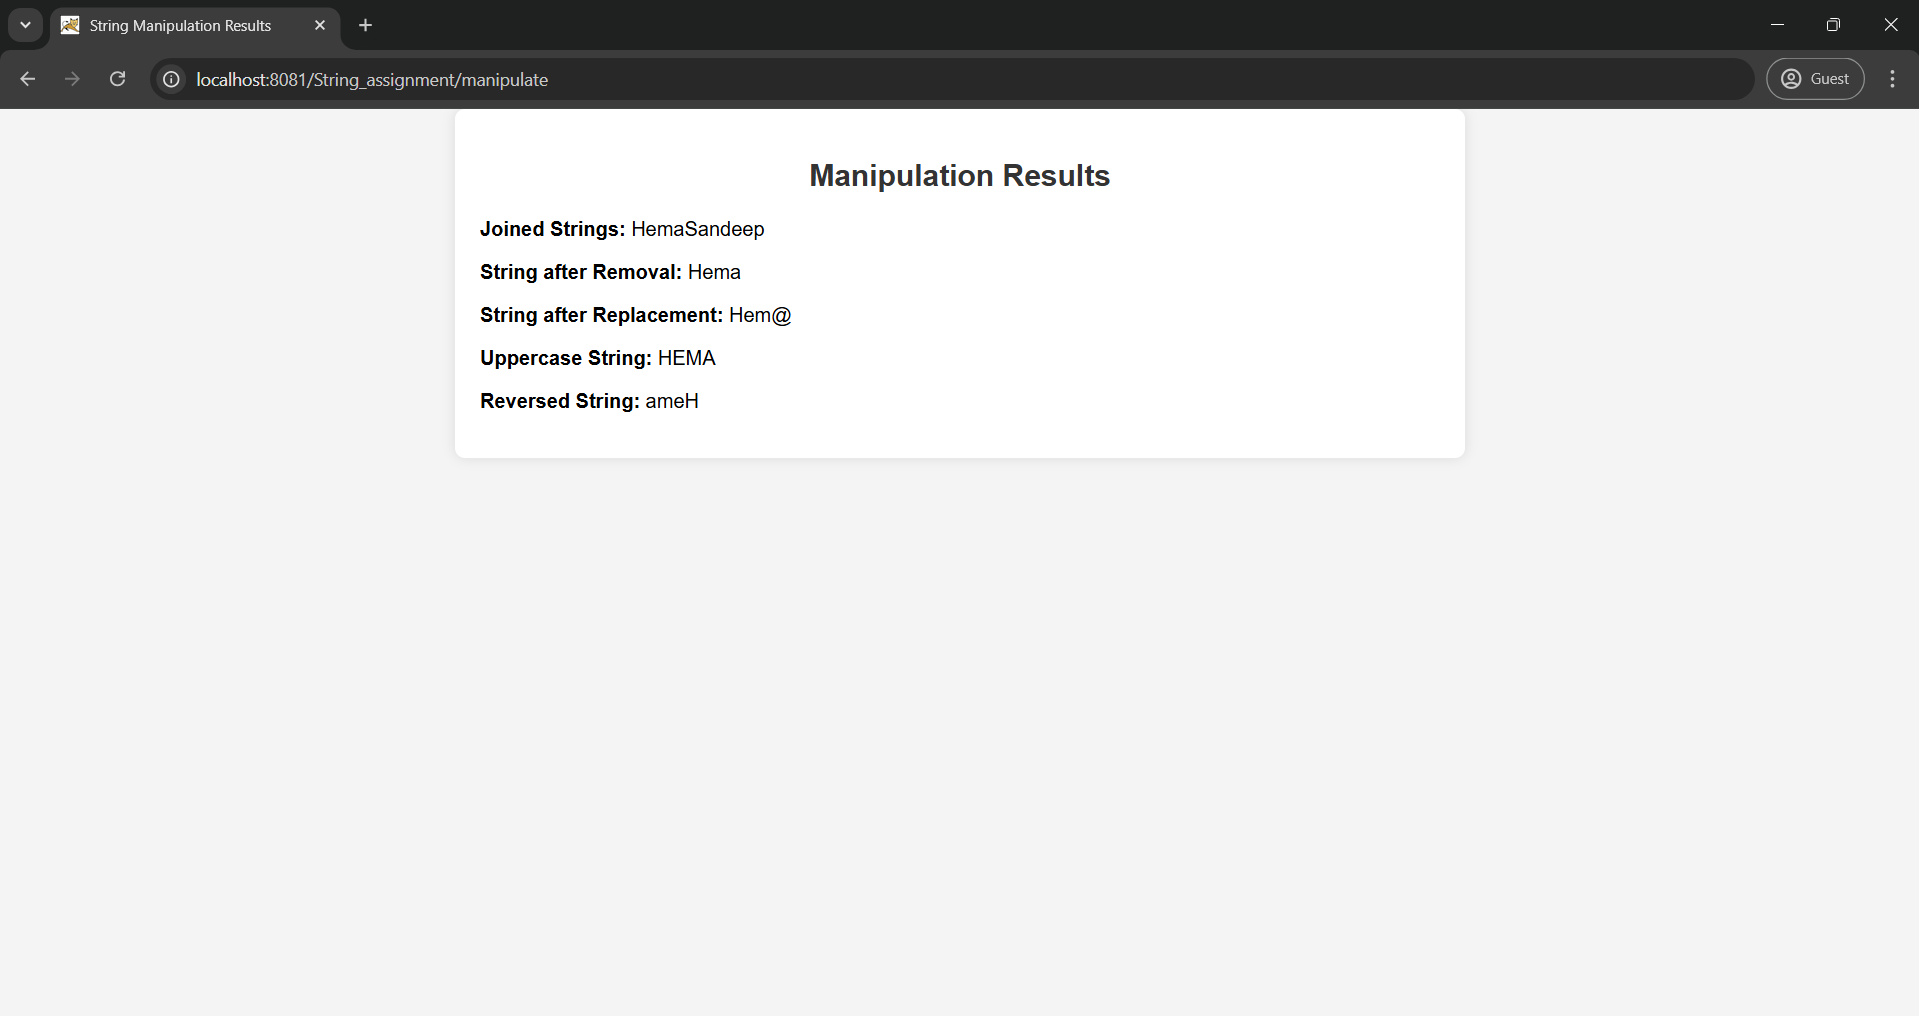 String Manipulation Results
localhost:8081/String_assignment/manipulate
Guest
Manipulation Results
Joined Strings: HemaSandeep
String after Removal: Hema
String after Replacement: Hem@
Uppercase String: HEMA
Reversed String: ameH